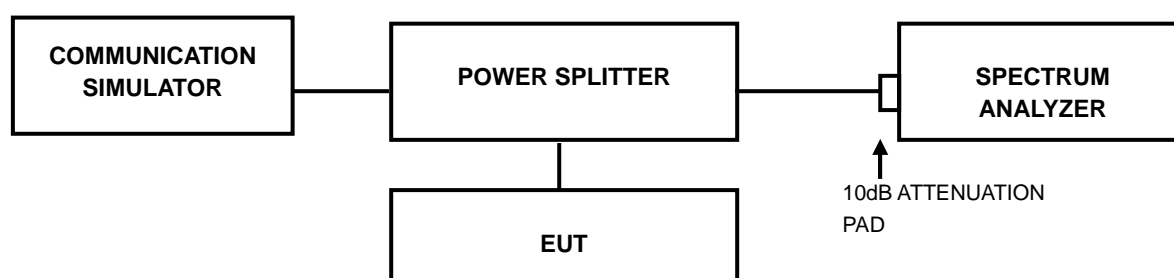 COMMUNICATION
SIMULATOR
POWER SPLITTER
SPECTRUM
ANALYZER
10dB ATTENUATION
PAD
EUT